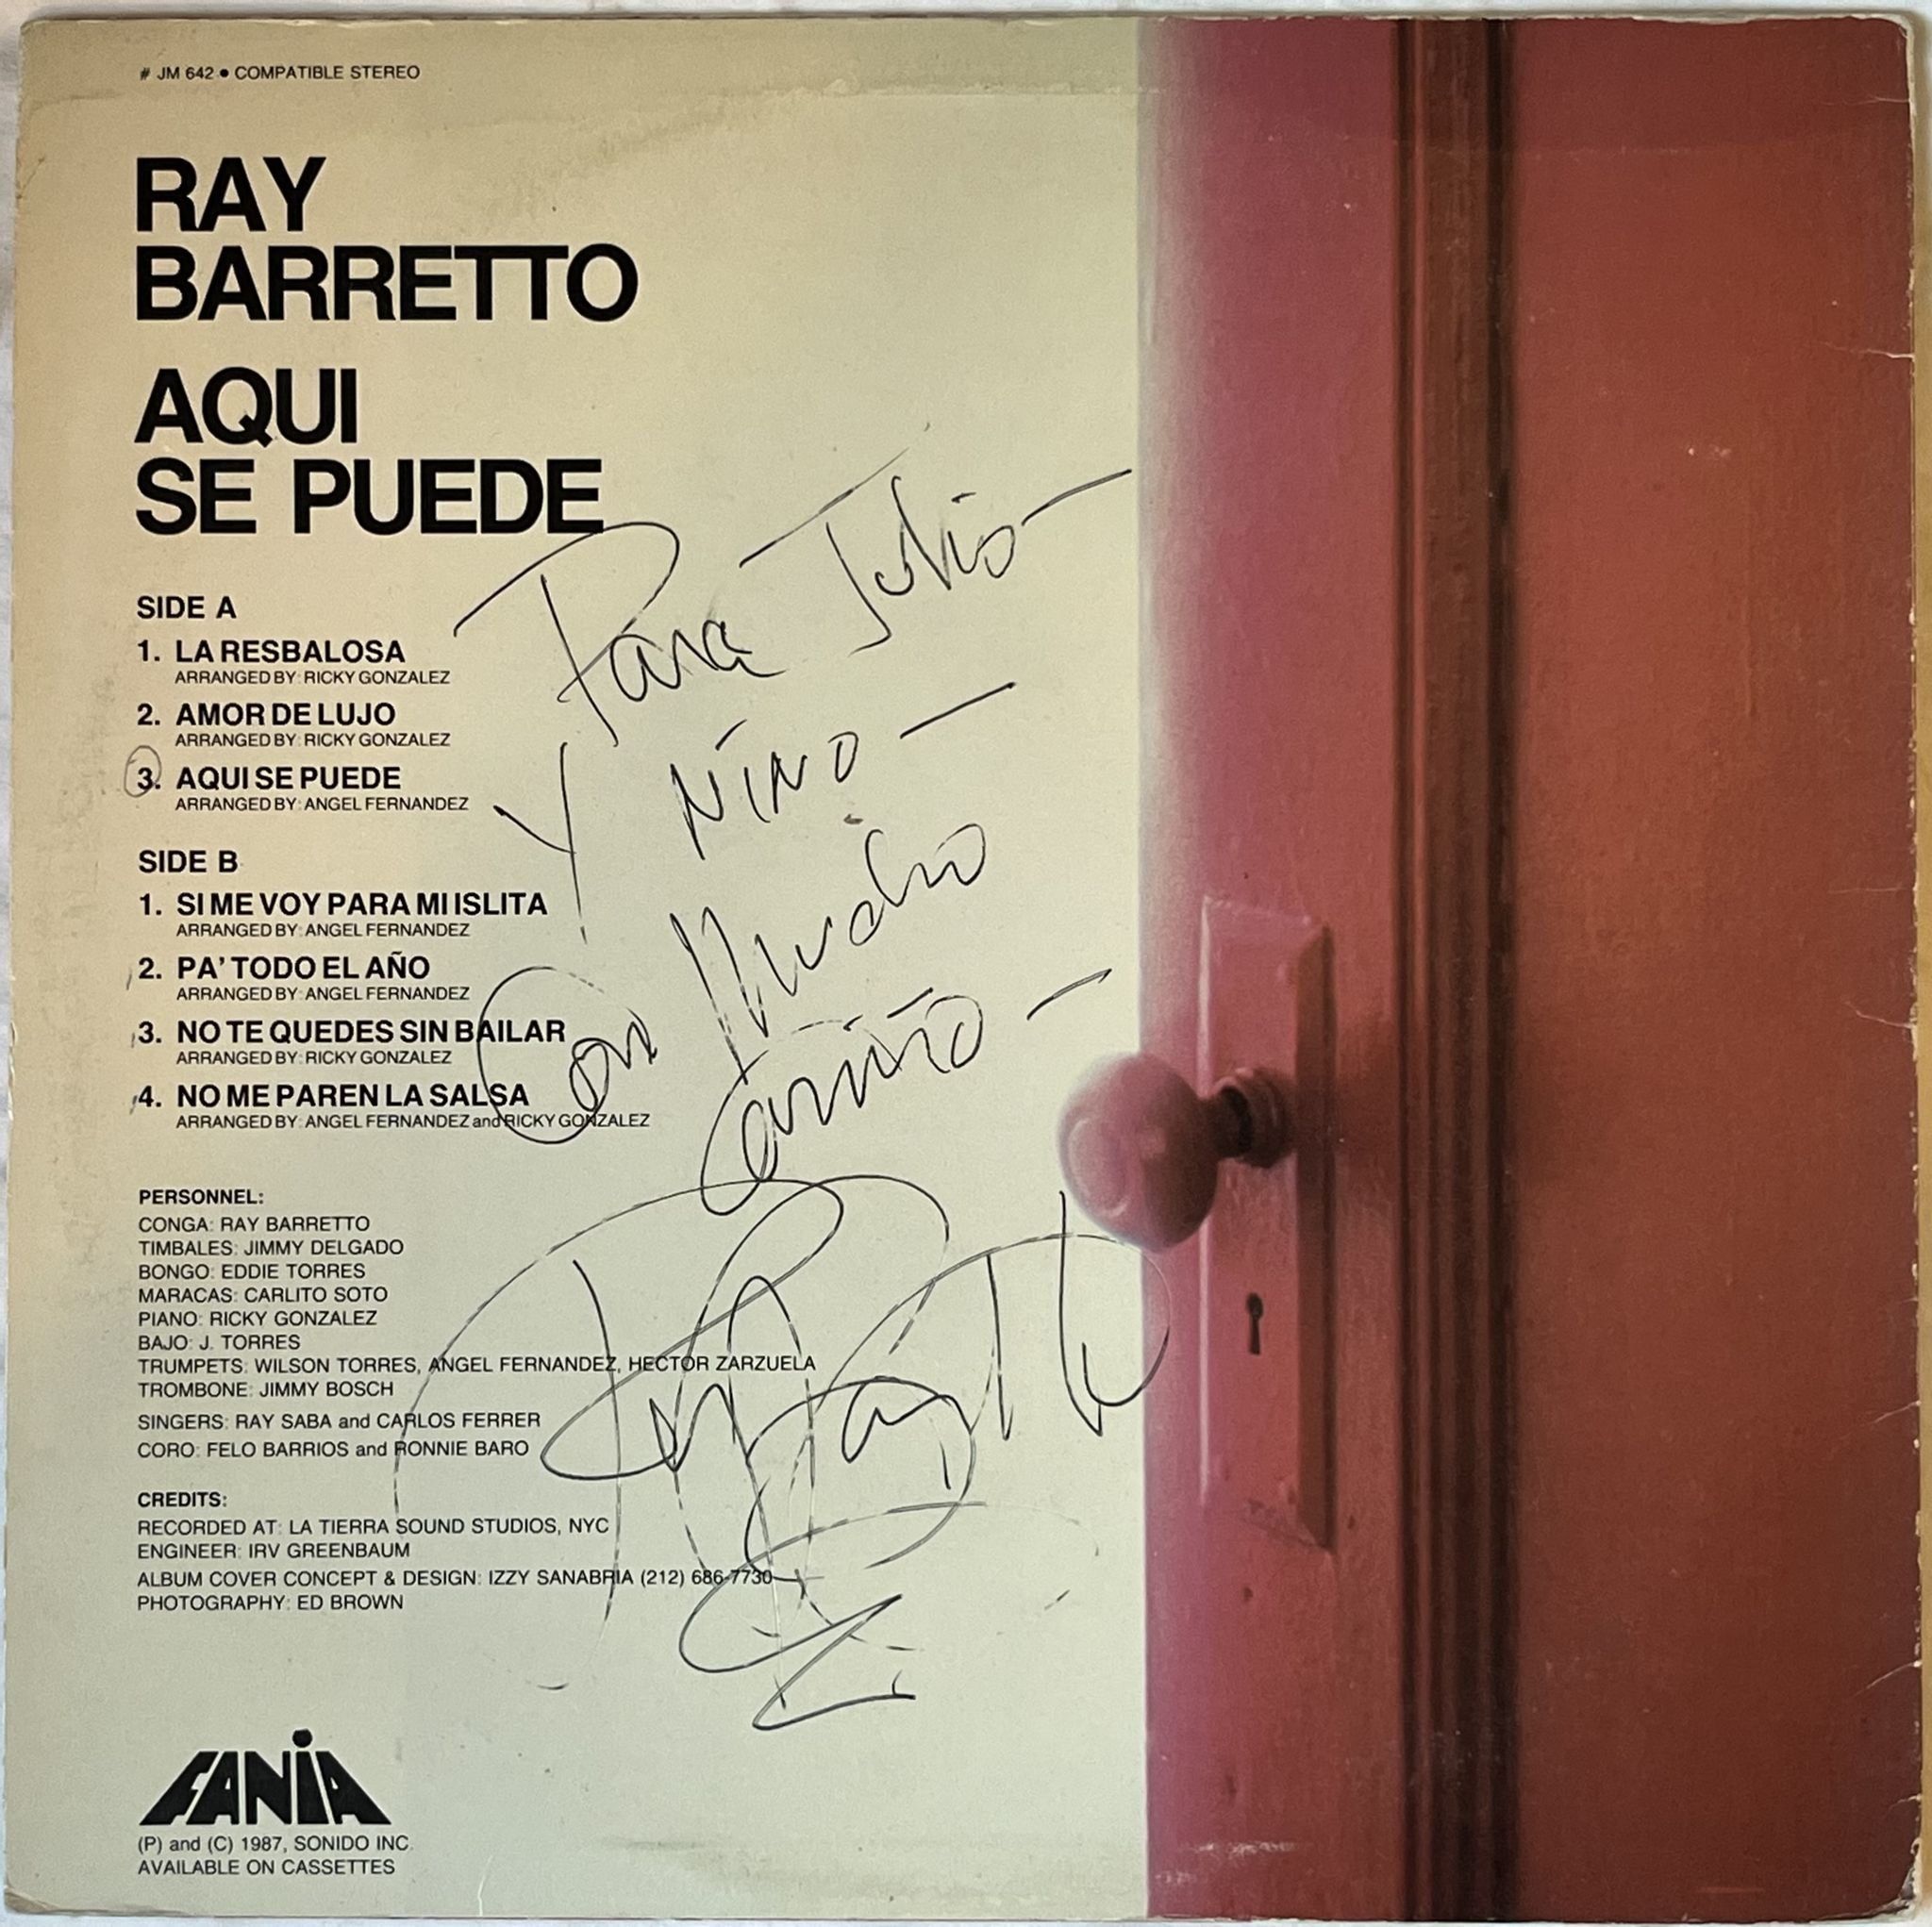 # JM 642 • COMPATIBLE STEREO
RAY
BARRETTO
AQUI
SE PUEDE
SIDE A
1. LA RESBALOSA
ARRANGED BY: RICKY GONZALEZ
2. AMOR DE LUJO
ARRANGED BY: RICKY GONZALEZ
3. AQUI SE PUEDE
ARRANGED BY: ANGEL FERNANDEZ
SIDE B
1. SI ME VOY PARA MI ISLITA
ARRANGED BY: ANGEL FERNANDEZ
2. PA' TODO EL AÑO
ARRANGED BY: ANGEL FERNANDEZ
3. NO TE QUEDES SIN BAILAR
ARRANGED BY: RICKY GONZALEZ
4. NO ME PAREN LA SALSA
ARRANGED BY: ANGEL FERNANDEZ and RICKY GONZALEZ
PERSONNEL:
CONGA: RAY BARRETTO
TIMBALES: JIMMY DELGADO
BONGO: EDDIE TORRES
MARACAS: CARLITO SOTO
PIANO: RICKY GONZALEZ
BAJO: J. TORRES
TRUMPETS: WILSON TORRES, ANGEL FERNANDEZ, HECTOR ZARZUELA
TROMBONE: JIMMY BOSCH
SINGERS: RAY SABA and CARLOS FERRER
CORO: FELO BARRIOS and RONNIE BARO
CREDITS:
RECORDED AT: LA TIERRA SOUND STUDIOS, NYC
ENGINEER: IRV GREENBAUM
ALBUM COVER CONCEPT & DESIGN: IZZY SANABRIA (212) 686-7730
PHOTOGRAPHY: ED BROWN
FANIA
(P) and (C) 1987, SONIDO INC.
AVAILABLE ON CASSETTES
Para Julio —
Y Nino —
Con Mucho
Cariño —
Ray Barretto